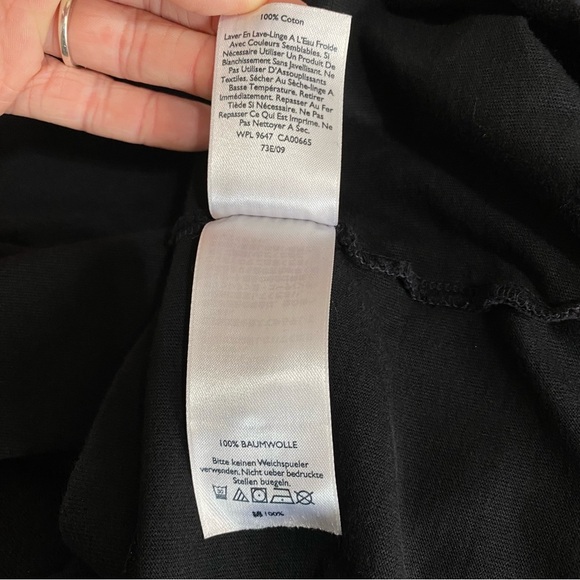 100% Coton
Laver En Lave-Linge A L'Eau Froide
Avec Couleurs Semblables. Si
Nécessaire Utiliser Un Produit De
Blanchissement Sans Javellisant. Ne
Pas Utiliser D'Assouplissants
Textiles. Sécher Au Sèche-linge A
Basse Température. Retirer
Immédiatement. Repasser Au Fer
Tiède Si Nécessaire. Ne Pas
Repasser Ce Qui Est Imprime. Ne
Pas Nettoyer A Sec.
WPL 9647 CA00665
73E/09
100% BAUMWOLLE
Bitte keinen Weichspueler
verwenden. Nicht ueber bedruckte
Stellen buegeln.
100%